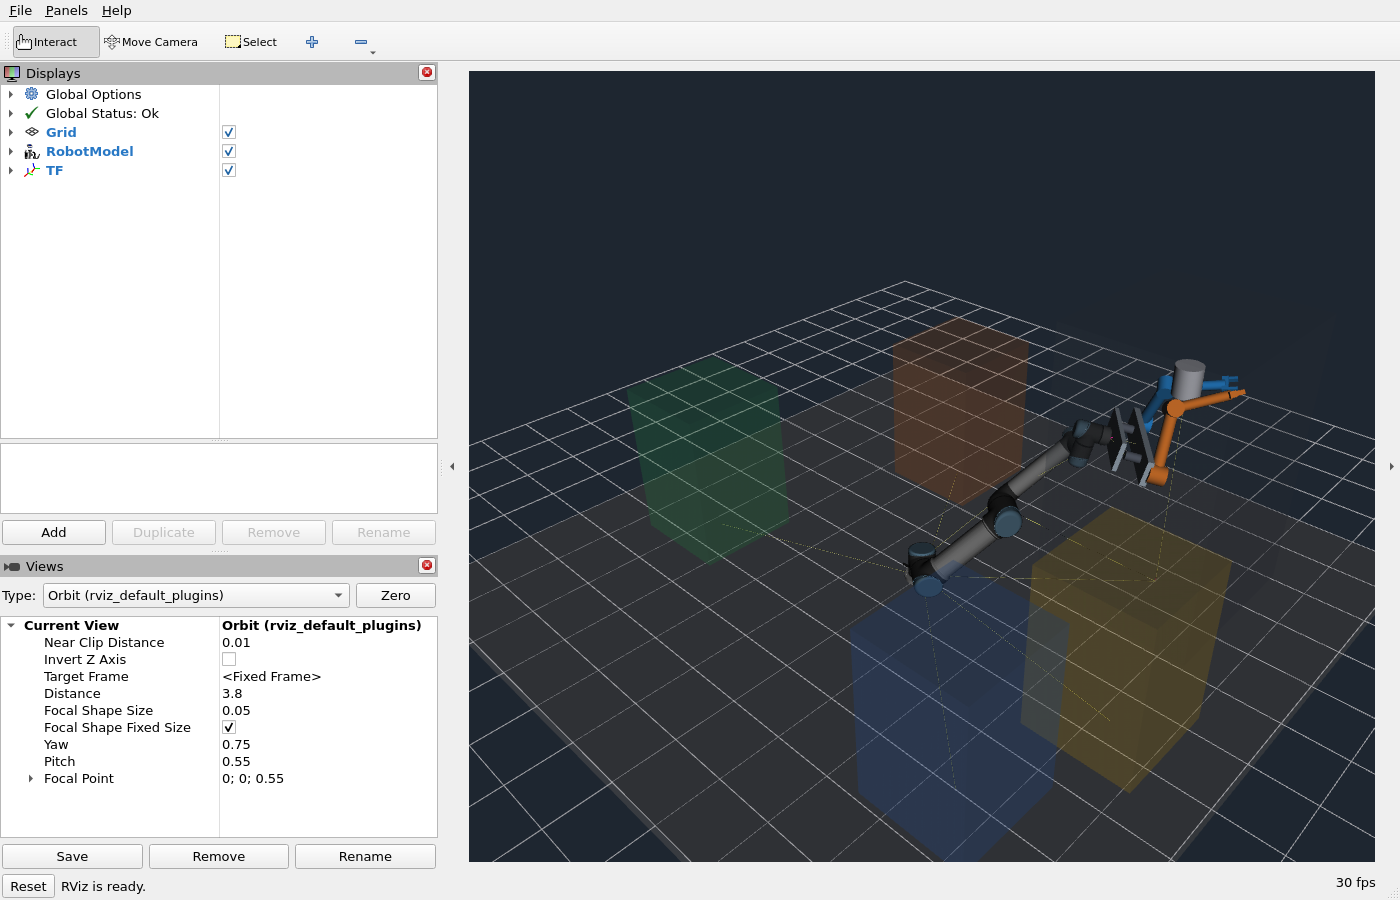 File Panels Help
Interact Move Camera Select
Displays
Global Options
Global Status: Ok
Grid
RobotModel
TF
Add Duplicate Remove Rename
Views
Type: Orbit (rviz_default_plugins) Zero
Current View Orbit (rviz_default_plugins)
Near Clip Distance 0.01
Invert Z Axis
Target Frame <Fixed Frame>
Distance 3.8
Focal Shape Size 0.05
Focal Shape Fixed Size
Yaw 0.75
Pitch 0.55
Focal Point 0; 0; 0.55
Save Remove Rename
Reset RViz is ready. 30 fps